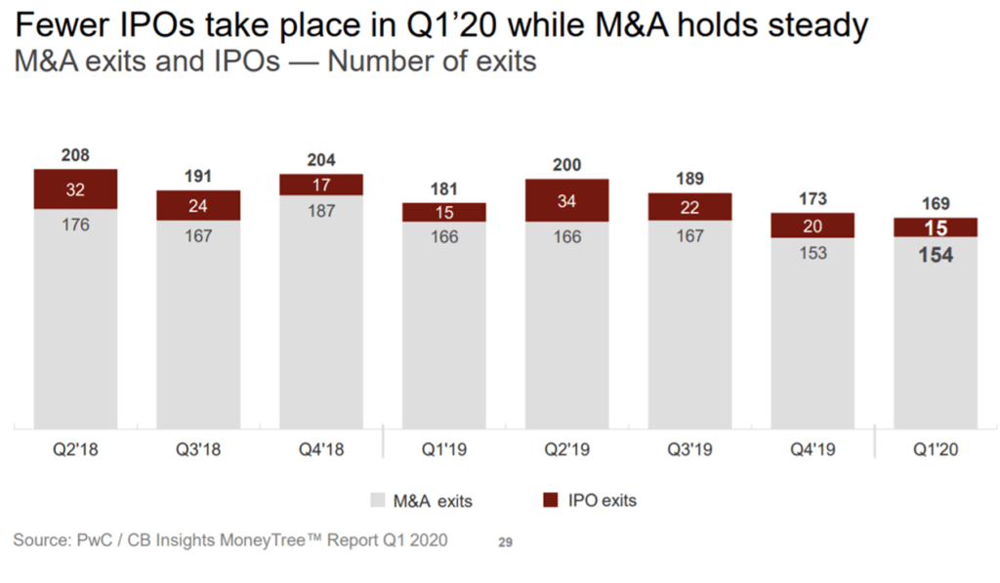 Fewer IPOs take place in Q1’20 while M&A holds steady
M&A exits and IPOs — Number of exits
208
32
176
191
24
167
204
17
187
181
15
166
200
34
166
189
22
167
173
20
153
169
15
154
Q2'18
Q3'18
Q4'18
Q1'19
Q2'19
Q3'19
Q4'19
Q1'20
M&A exits
IPO exits
Source: PwC / CB Insights MoneyTree™ Report Q1 2020
29